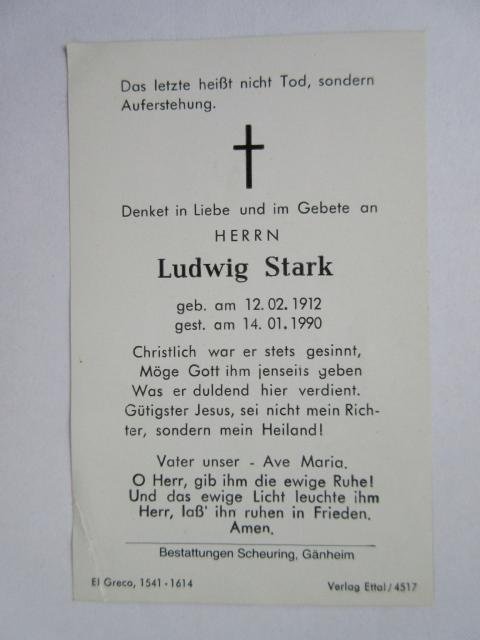 Das letzte heißt nicht Tod, sondern
Auferstehung.
Denket in Liebe und im Gebete an
HERRN
Ludwig Stark
geb. am 12.02.1912
gest. am 14.01.1990
Christlich war er stets gesinnt,
Möge Gott ihm jenseits geben
Was er duldend hier verdient.
Gütigster Jesus, sei nicht mein Rich-
ter, sondern mein Heiland!
Vater unser - Ave Maria.
O Herr, gib ihm die ewige Ruhe!
Und das ewige Licht leuchte ihm
Herr, laß' ihn ruhen in Frieden.
Amen.
Bestattungen Scheuring, Gänheim
El Greco, 1541-1614
Verlag Ettal/4517